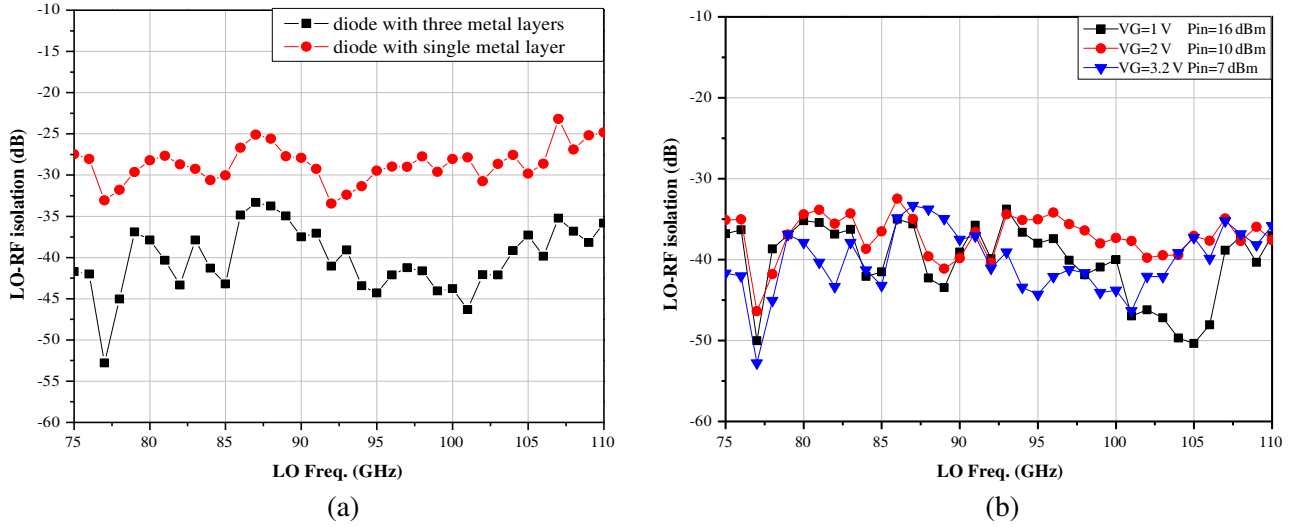 diode with three metal layers
diode with single metal layer
-10
-15
-20
-25
-30
-35
-40
-45
-50
-55
-60
LO-RF isolation (dB)
75 80 85 90 95 100 105 110
LO Freq. (GHz)
(a)
VG=1 V Pin=16 dBm
VG=2 V Pin=10 dBm
VG=3.2 V Pin=7 dBm
-10
-20
-30
-40
-50
-60
LO-RF isolation (dB)
75 80 85 90 95 100 105 110
LO Freq. (GHz)
(b)